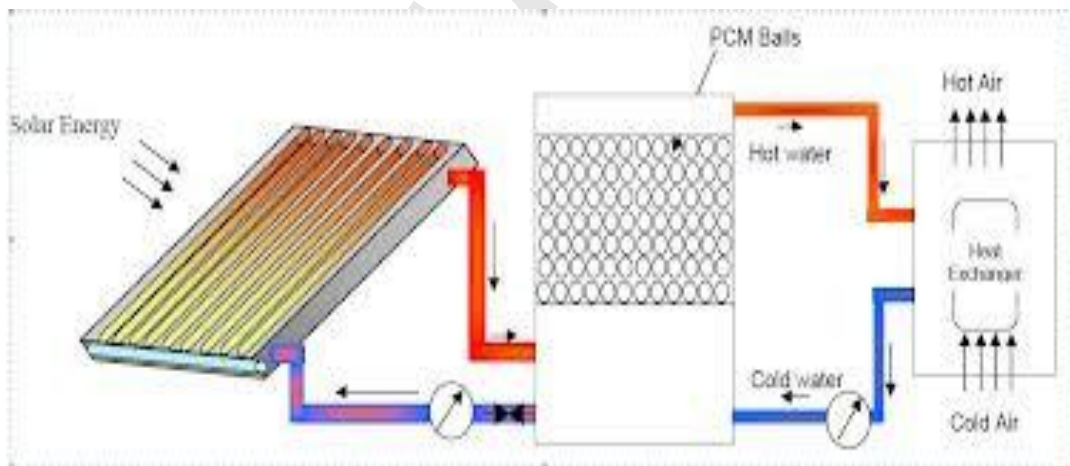 PCM Balls
Hot Air
Solar Energy
Hot water
Heat
Exchanger
Cold water
Cold Air